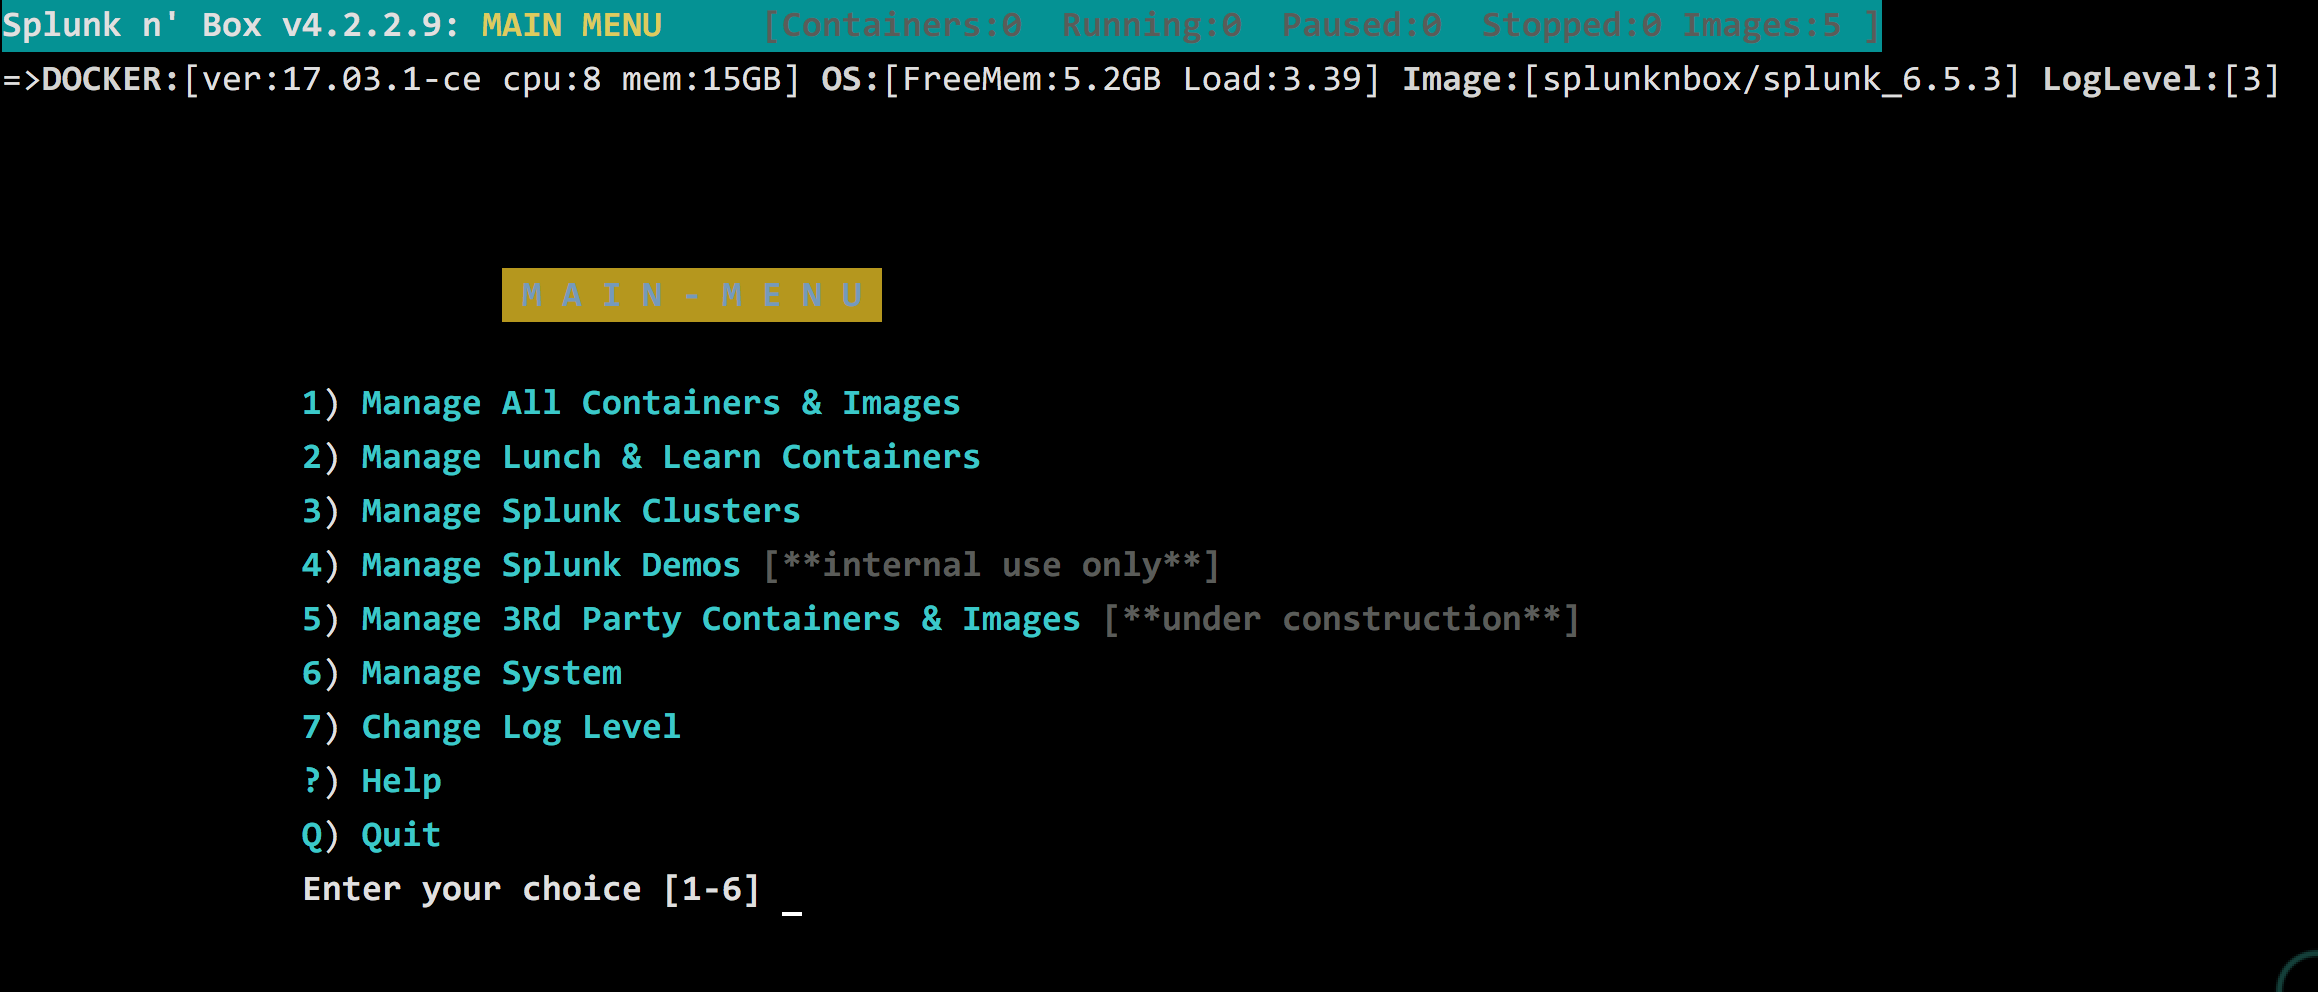 Splunk n' Box v4.2.2.9: MAIN MENU [Containers:0 Running:0 Paused:0 Stopped:0 Images:5 ]
=>DOCKER:[ver:17.03.1-ce cpu:8 mem:15GB] OS:[FreeMem:5.2GB Load:3.39] Image:[splunknbox/splunk_6.5.3] LogLevel:[3]
M A I N - M E N U
1) Manage All Containers & Images
2) Manage Lunch & Learn Containers
3) Manage Splunk Clusters
4) Manage Splunk Demos [**internal use only**]
5) Manage 3Rd Party Containers & Images [**under construction**]
6) Manage System
7) Change Log Level
?) Help
Q) Quit
Enter your choice [1-6] _